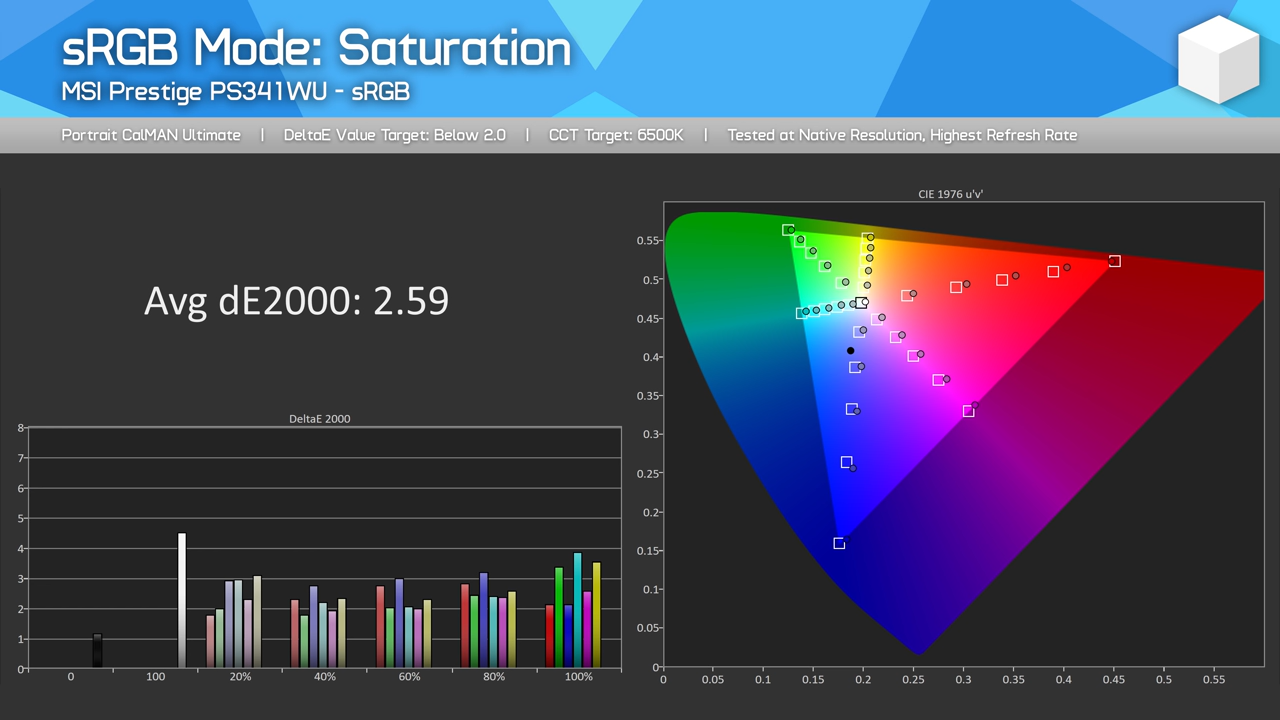 sRGB Mode: Saturation
MSI Prestige PS341WU - sRGB
Portrait CalMAN Ultimate | DeltaE Value Target: Below 2.0 | CCT Target: 6500K | Tested at Native Resolution, Highest Refresh Rate
Avg dE2000: 2.59
DeltaE 2000
8
7
6
5
4
3
2
1
0
0 100 20% 40% 60% 80% 100%
CIE 1976 u'v'
0.55
0.5
0.45
0.4
0.35
0.3
0.25
0.2
0.15
0.1
0.05
0
0 0.05 0.1 0.15 0.2 0.25 0.3 0.35 0.4 0.45 0.5 0.55